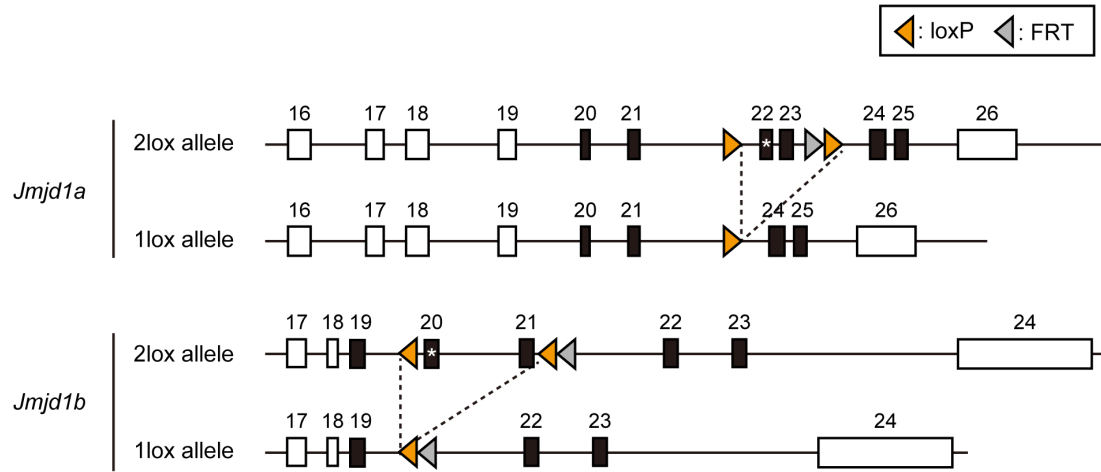 : loxP : FRT
16 17 18 19 20 21 22 23 24 25 26
2lox allele
*
Jmjd1a
16 17 18 19 20 21 24 25 26
1lox allele
17 18 19 20 21 22 23 24
2lox allele
*
Jmjd1b
17 18 19 22 23 24
1lox allele